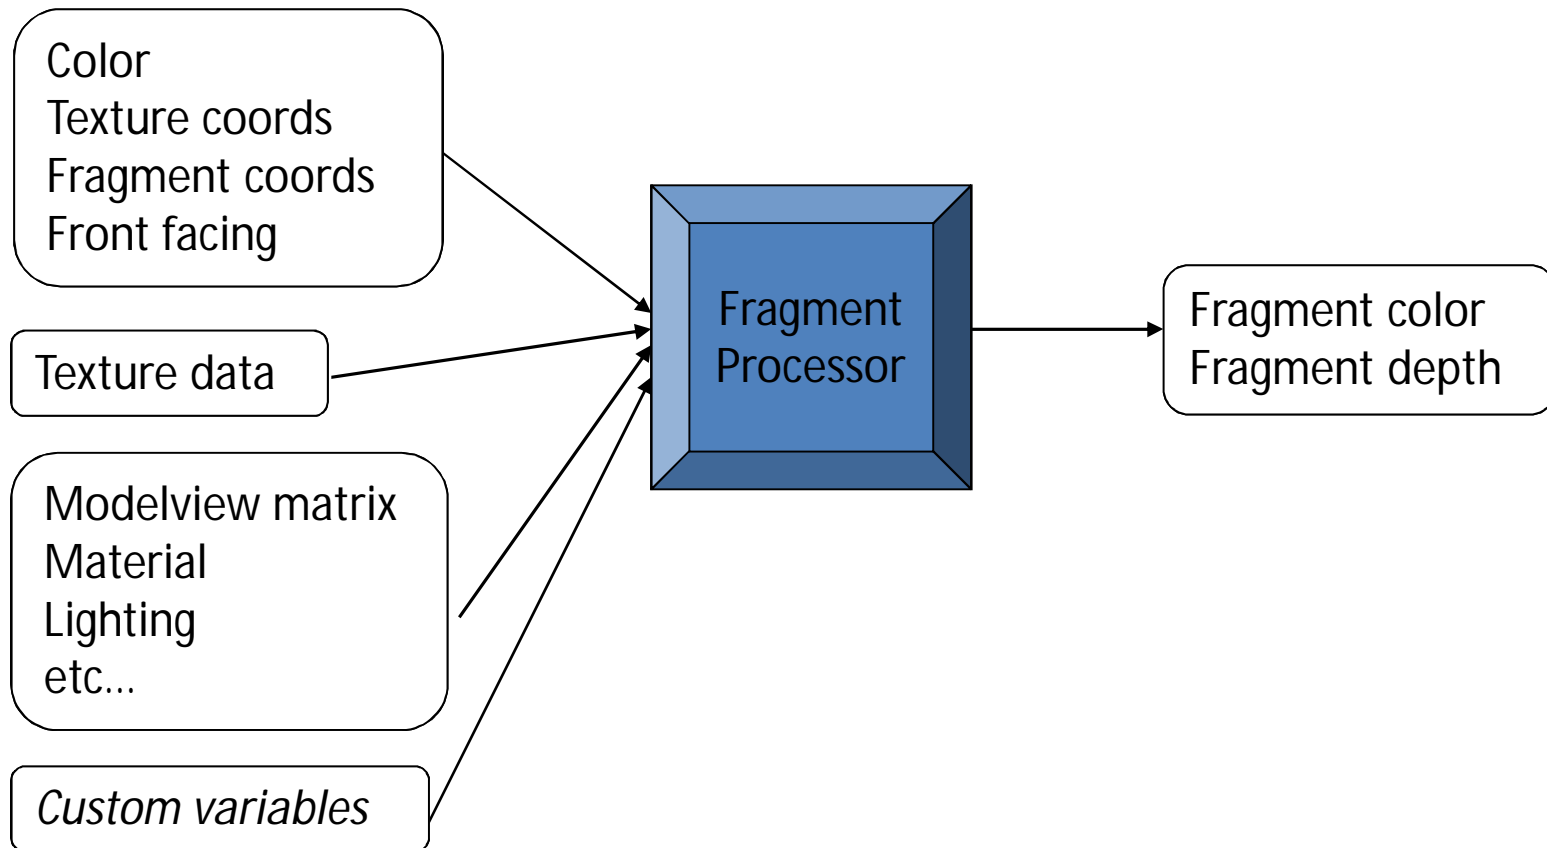 Color
Texture coords
Fragment coords
Front facing
Texture data
Modelview matrix
Material
Lighting
etc...
Custom variables
Fragment
Processor
Fragment color
Fragment depth